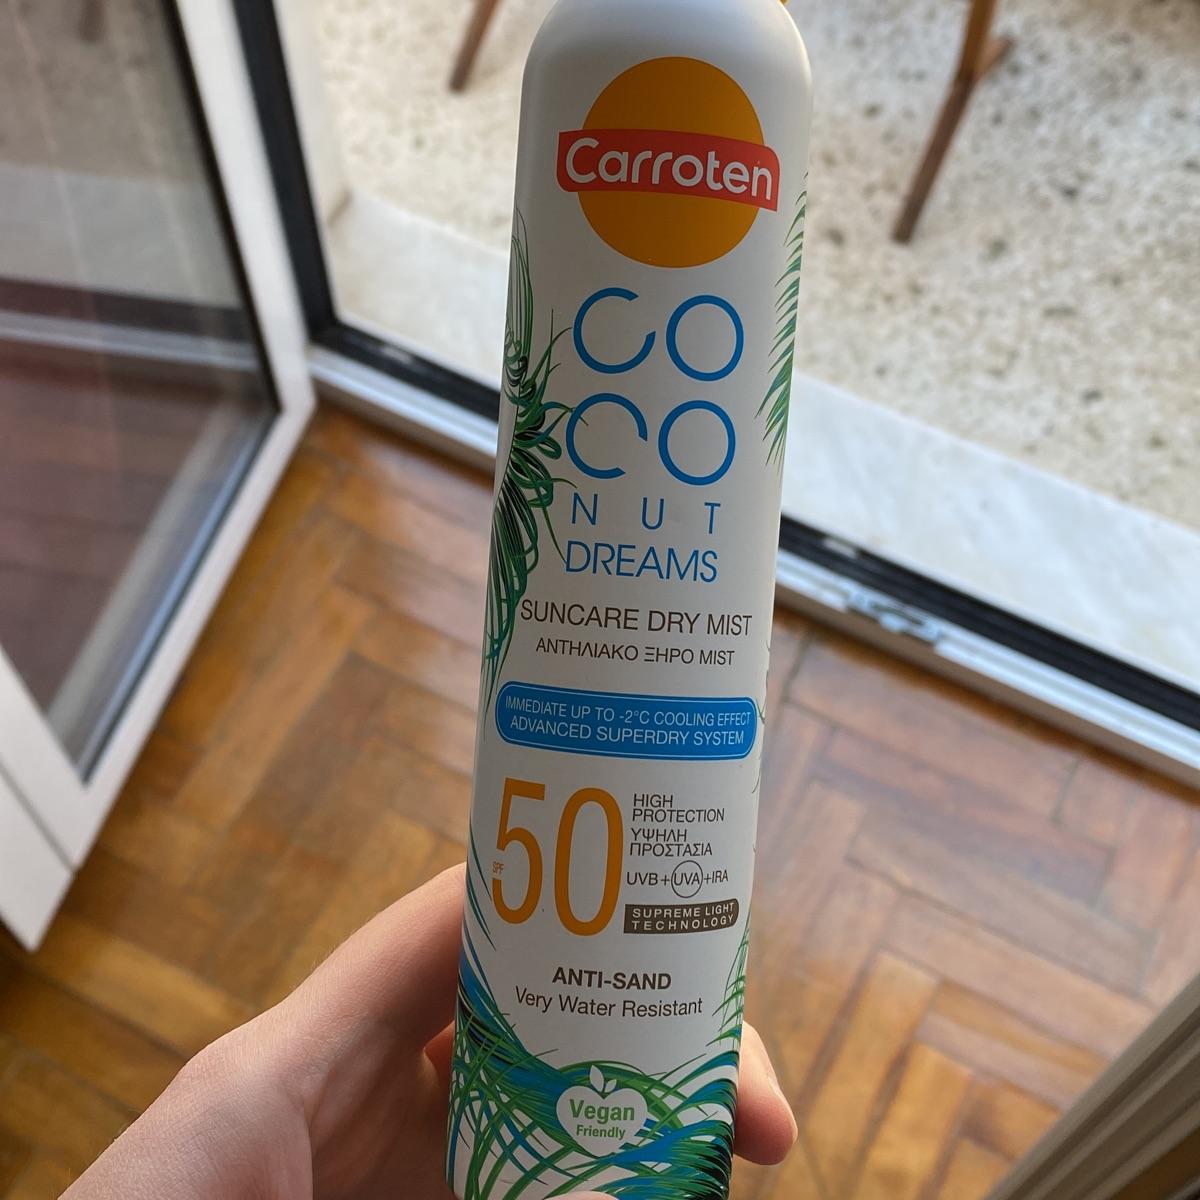 Carroten
CO
CO
NUT
DREAMS
SUNCARE DRY MIST
ΑΝΤΗΛΙΑΚΟ ΞΗΡΟ MIST
IMMEDIATE UP TO -2°C COOLING EFFECT
ADVANCED SUPERDRY SYSTEM
SPF 50
HIGH
PROTECTION
ΥΨΗΛΗ
ΠΡΟΣΤΑΣΙΑ
UVB+UVA+IRA
SUPREME LIGHT
TECHNOLOGY
ANTI-SAND
Very Water Resistant
Vegan
Friendly